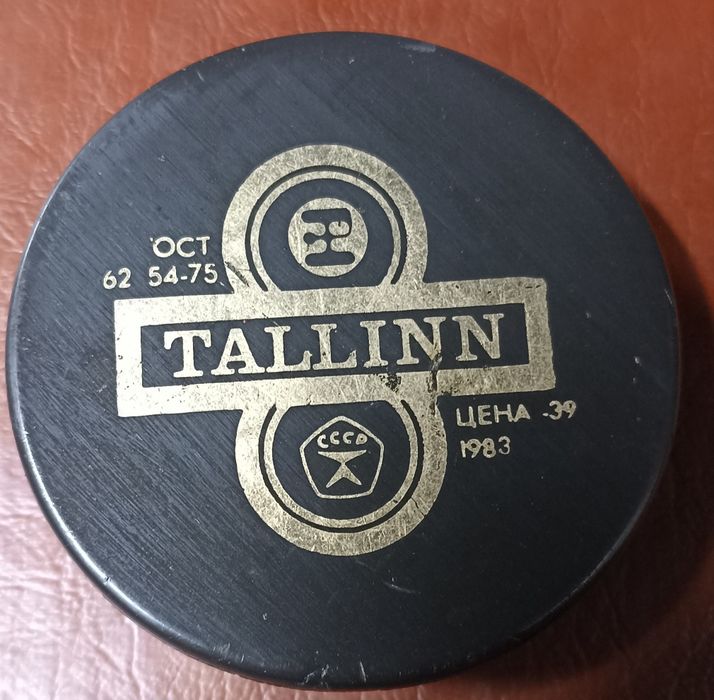 ОСТ
62 54-75
TALLINN
ЦЕНА -39
1983
СССР